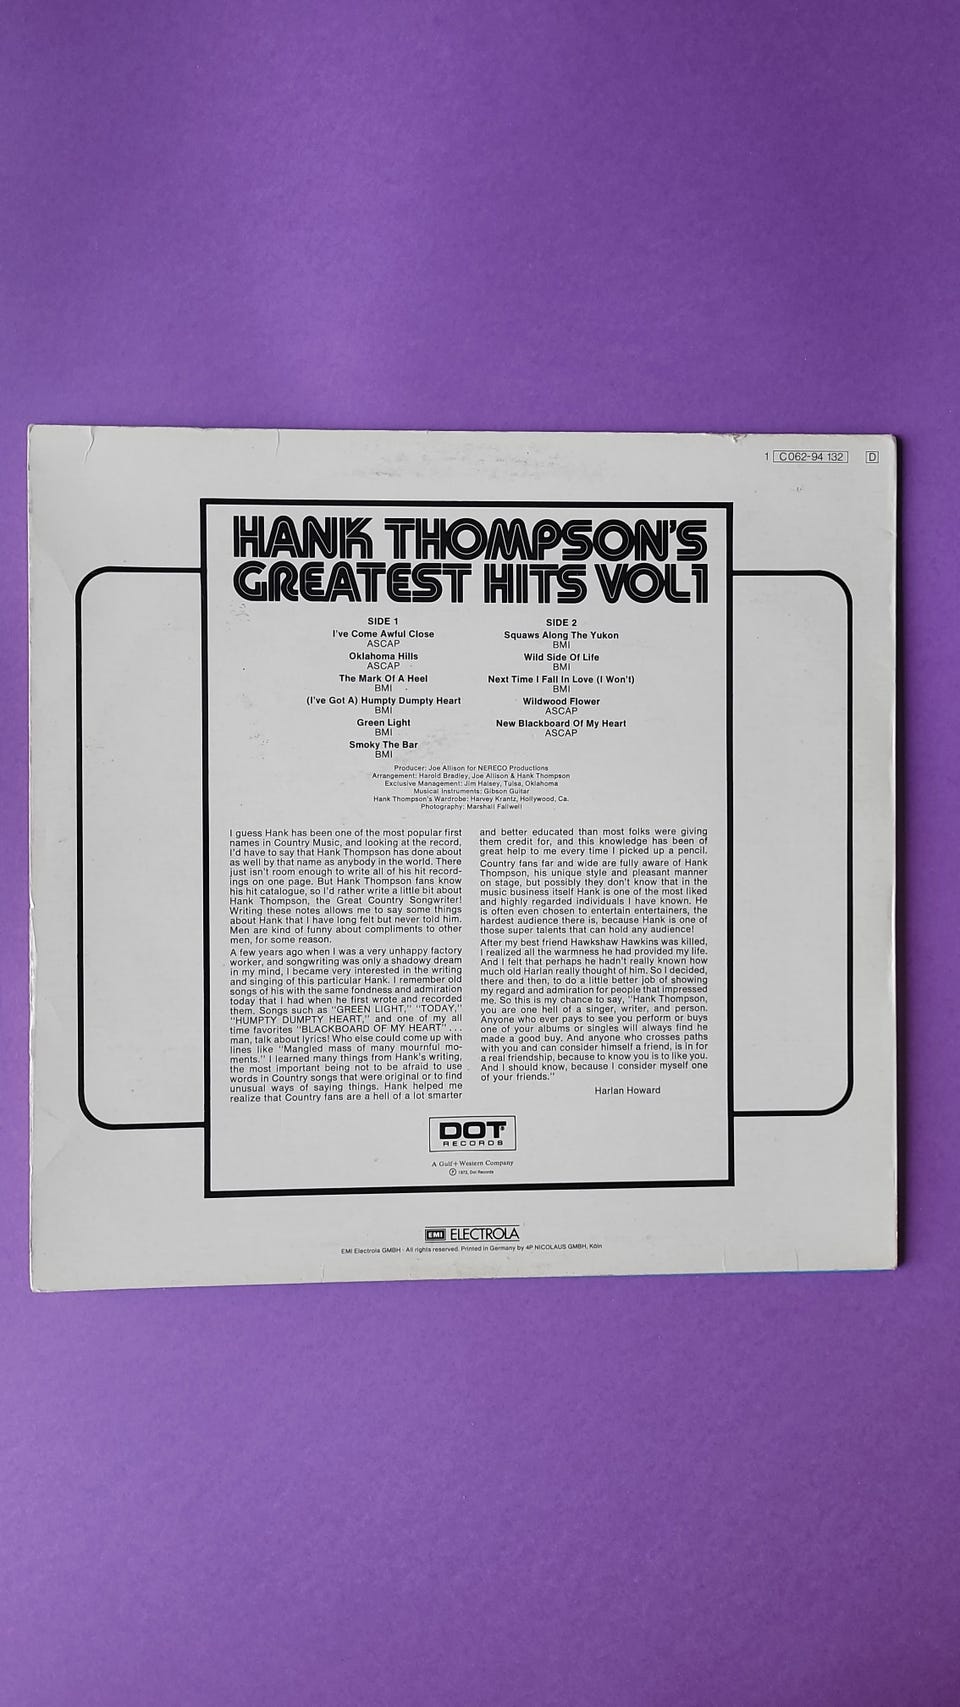 1 C 062-94 132 D
HANK THOMPSON'S
GREATEST HITS VOL 1
SIDE 1
I've Come Awful Close
ASCAP
Oklahoma Hills
ASCAP
The Mark Of A Heel
BMI
(I've Got A) Humpty Dumpty Heart
BMI
Green Light
BMI
Smoky The Bar
BMI
SIDE 2
Squaws Along The Yukon
BMI
Wild Side Of Life
BMI
Next Time I Fall In Love (I Won't)
BMI
Wildwood Flower
ASCAP
New Blackboard Of My Heart
ASCAP
Producer: Joe Allison for NERECO Productions
Arrangement: Harold Bradley, Joe Allison & Hank Thompson
Exclusive Management: Jim Halsey, Tulsa, Oklahoma
Musical Instruments: Gibson Guitar
Hank Thompson's Wardrobe: Harvey Krantz, Hollywood, Ca.
Photography: Marshall Fallwell
I guess Hank has been one of the most popular first
names in Country Music, and looking at the record,
I'd have to say that Hank Thompson has done about
as well by that name as anybody in the world. There
just isn't room enough to write all of his hit record-
ings on one page. But Hank Thompson fans know
his hit catalogue, so I'd rather write a little bit about
Hank Thompson, the Great Country Songwriter!
Writing these notes allows me to say some things
about Hank that I have long felt but never told him.
Men are kind of funny about compliments to other
men, for some reason.
A few years ago when I was a very unhappy factory
worker, and songwriting was only a shadowy dream
in my mind, I became very interested in the writing
and singing of this particular Hank. I remember old
songs of his with the same fondness and admiration
today that I had when he first wrote and recorded
them. Songs such as "GREEN LIGHT," "TODAY,"
"HUMPTY DUMPTY HEART," and one of my all
time favorites "BLACKBOARD OF MY HEART" ...
man, talk about lyrics! Who else could come up with
lines like "Mangled mass of many mournful mo-
ments." I learned many things from Hank's writing,
the most important being not to be afraid to use
words in Country songs that were original or to find
unusual ways of saying things. Hank helped me
realize that Country fans are a hell of a lot smarter
and better educated than most folks were giving
them credit for, and this knowledge has been of
great help to me every time I picked up a pencil.
Country fans far and wide are fully aware of Hank
Thompson, his unique style and pleasant manner
on stage, but possibly they don't know that in the
music business itself Hank is one of the most liked
and highly regarded individuals I have known. He
is often even chosen to entertain entertainers, the
hardest audience there is, because Hank is one of
those super talents that can hold any audience!
After my best friend Hawkshaw Hawkins was killed,
I realized all the warmness he had provided my life.
And I felt that perhaps he hadn't really known how
much old Harlan really thought of him. So I decided,
there and then, to do a little better job of showing
my regard and admiration for people that impressed
me. So this is my chance to say, "Hank Thompson,
you are one hell of a singer, writer, and person.
Anyone who ever pays to see you perform or buys
one of your albums or singles will always find he
made a good buy. And anyone who crosses paths
with you and can consider himself a friend, is in for
a real friendship, because to know you is to like you.
And I should know, because I consider myself one
of your friends."
Harlan Howard
DOT
RECORDS
A Gulf+Western Company
Ⓟ 1972, Dot Records
EMI ELECTROLA
EMI Electrola GMBH · All rights reserved. Printed in Germany by 4P NICOLAUS GMBH, Köln